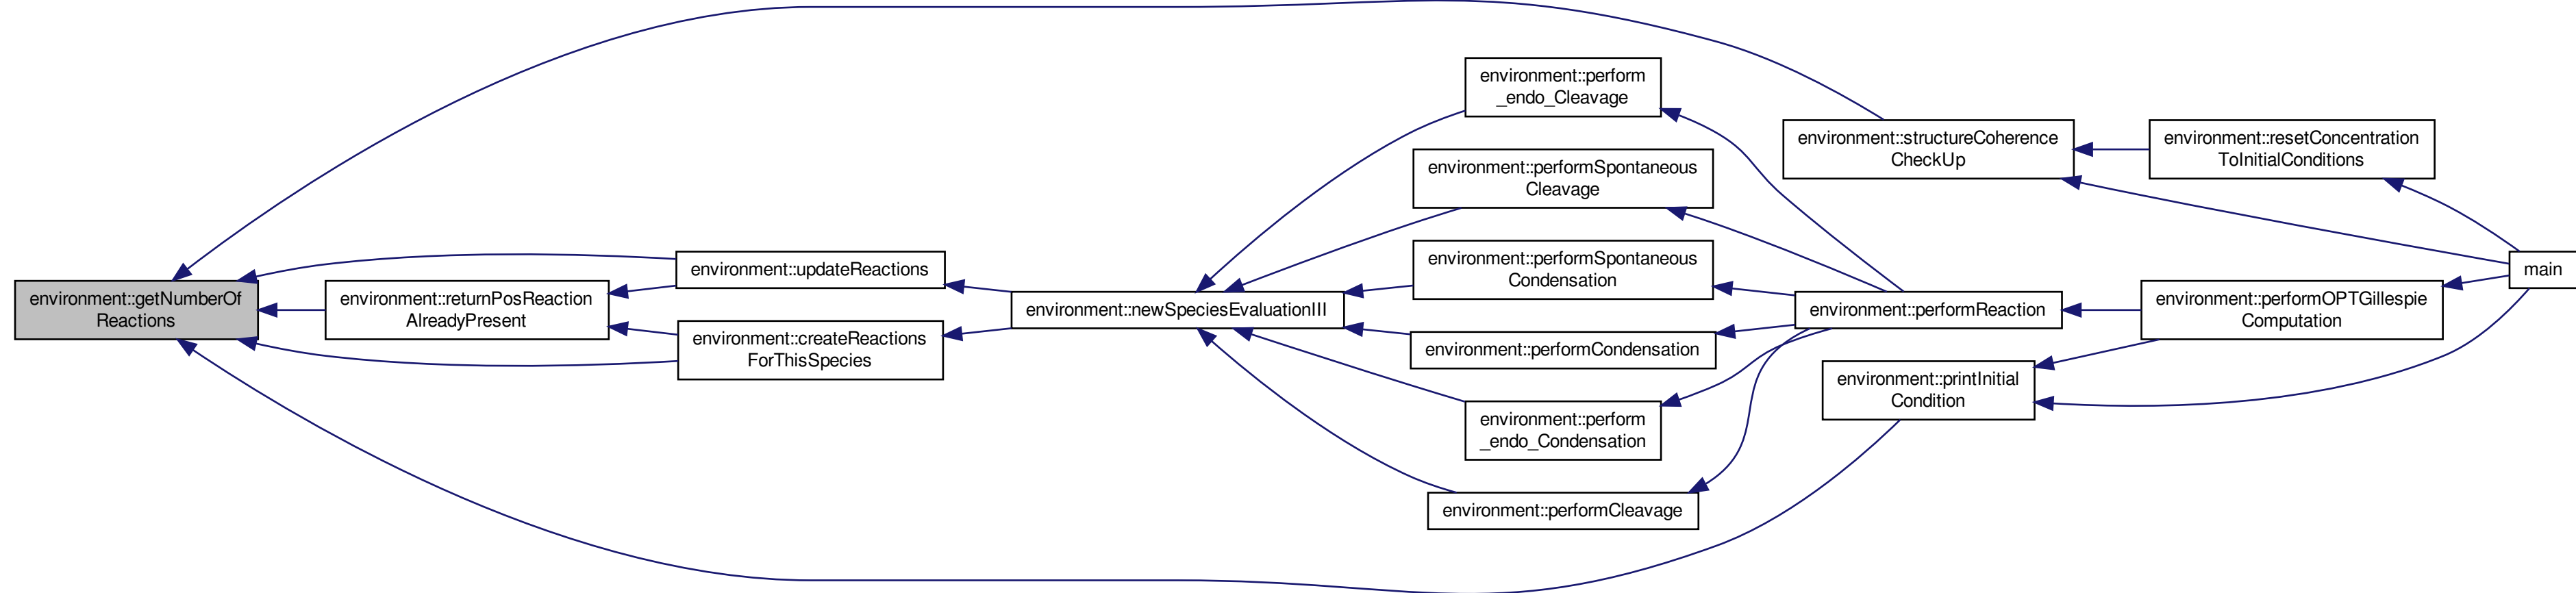 environment::getNumberOf
Reactions
environment::returnPosReaction
AlreadyPresent
environment::updateReactions
environment::createReactions
ForThisSpecies
environment::newSpeciesEvaluationIII
environment::perform
_endo_Cleavage
environment::performSpontaneous
Cleavage
environment::performSpontaneous
Condensation
environment::performCondensation
environment::perform
_endo_Condensation
environment::performCleavage
environment::structureCoherence
CheckUp
environment::performReaction
environment::printInitial
Condition
environment::resetConcentration
ToInitialConditions
environment::performOPTGillespie
Computation
main